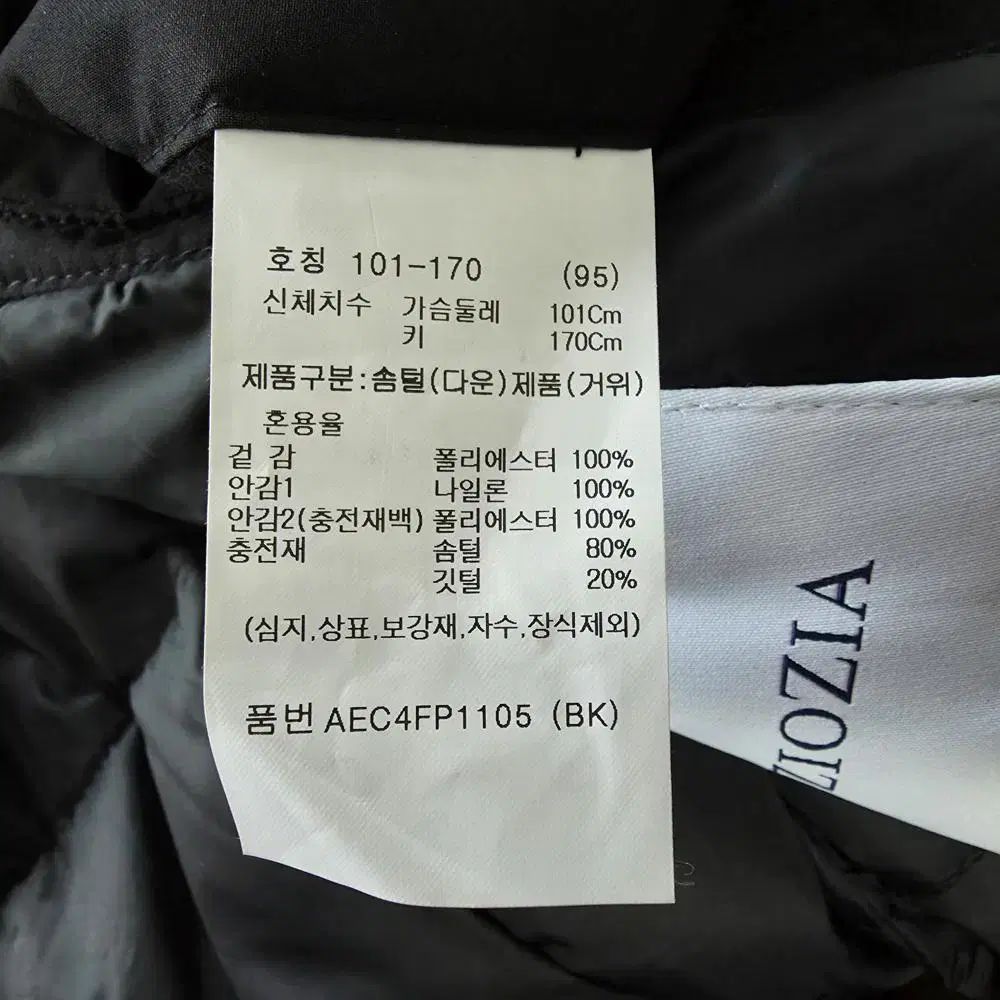 호칭 101-170 (95)
신체치수 가슴둘레 101Cm
키 170Cm
제품구분:솜털(다운)제품(거위)
혼용율
겉 감 폴리에스터 100%
안감1 나일론 100%
안감2(충전재백) 폴리에스터 100%
충전재 솜털 80%
깃털 20%
(심지,상표,보강재,자수,장식제외)
품번 AEC4FP1105 (BK)
ZIOZIA